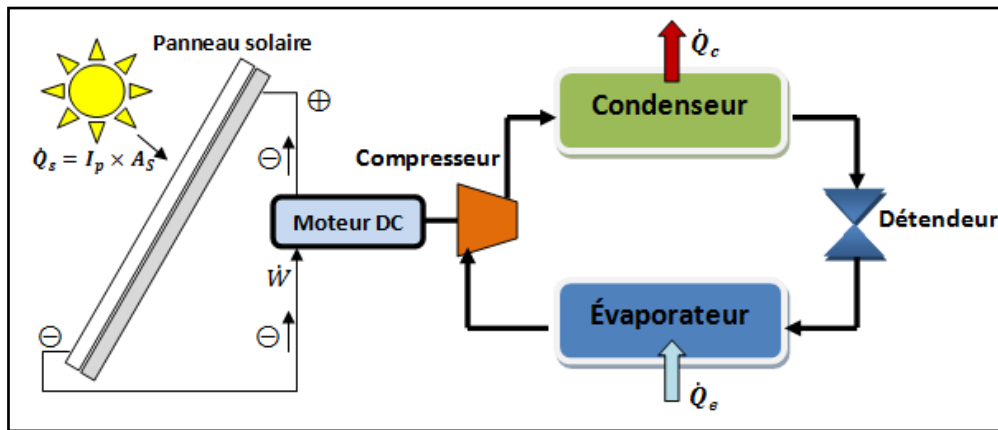 Panneau solaire
Q̇s = Ip × AS
⊕
⊖
Moteur DC
Ẇ
⊖
⊖
Compresseur
Q̇c
Condenseur
Détendeur
Évaporateur
Q̇e